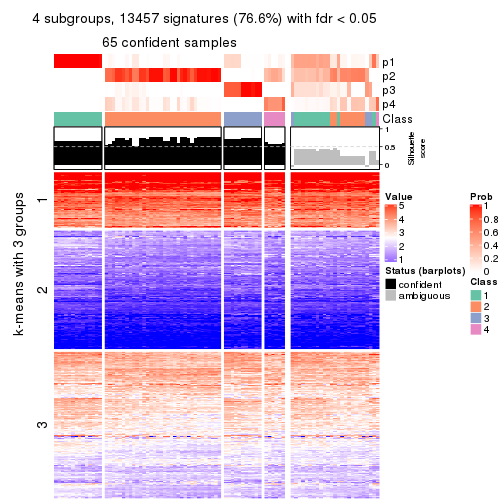 4 subgroups, 13457 signatures (76.6%) with fdr < 0.05
65 confident samples
p1
p2
p3
p4
Class
1
0.5
0
Silhouette
score
k-means with 3 groups
1
2
3
Value
5
4
3
2
1
Status (barplots)
confident
ambiguous
Prob
1
0.8
0.6
0.4
0.2
0
Class
1
2
3
4